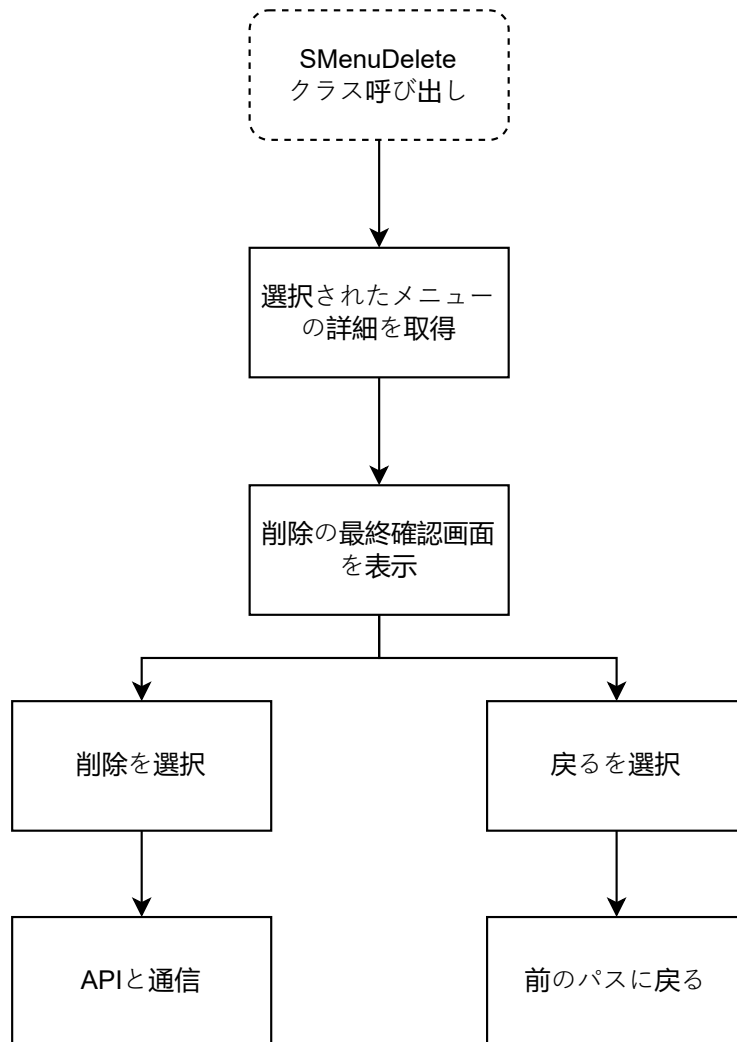 SMenuDelete
クラス呼び出し
選択されたメニュー
の詳細を取得
削除の最終確認画面
を表示
削除を選択
戻るを選択
APIと通信
前のパスに戻る